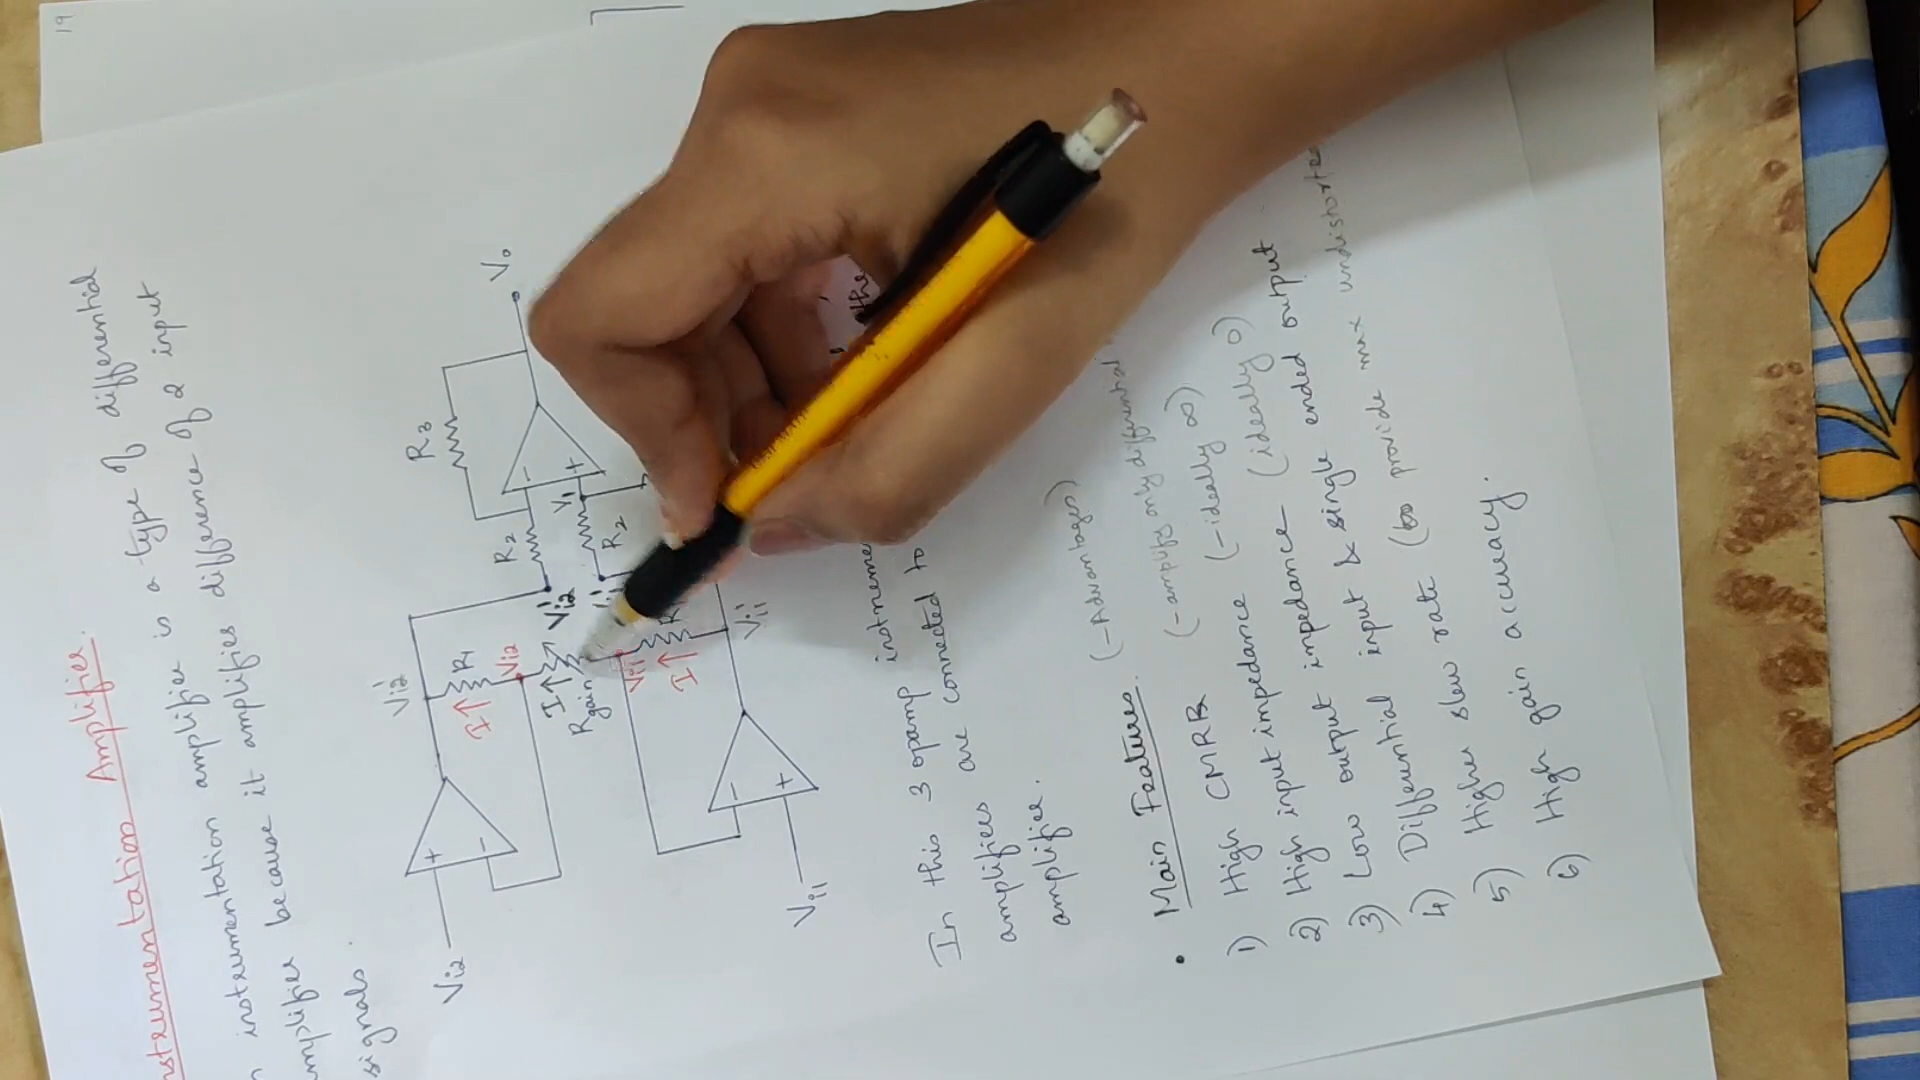 19
Instrumentation Amplifier.
instrumentation amplifier is a type of differential
amplifier because it amplifies difference of 2 input
signals.
Vi2
+
-
Vi2'
I
R1
Vi2
I
Rgain
Vi2'
R2
R3
-
+
V1
R2
Vo
Vi1
I
Vi1'
-
+
Vi1
In this 3 opamp instrume
amplifiers are connected to the
amplifier.
• Main Features. (-Advantages)
1) High CMRR (-amplify only differential
2) High input impedance (-ideally ∞)
3) Low output impedance (ideally 0)
4) Differential input & single ended output
5) Higher slew rate (to provide max undistorte
6) High gain accuracy.